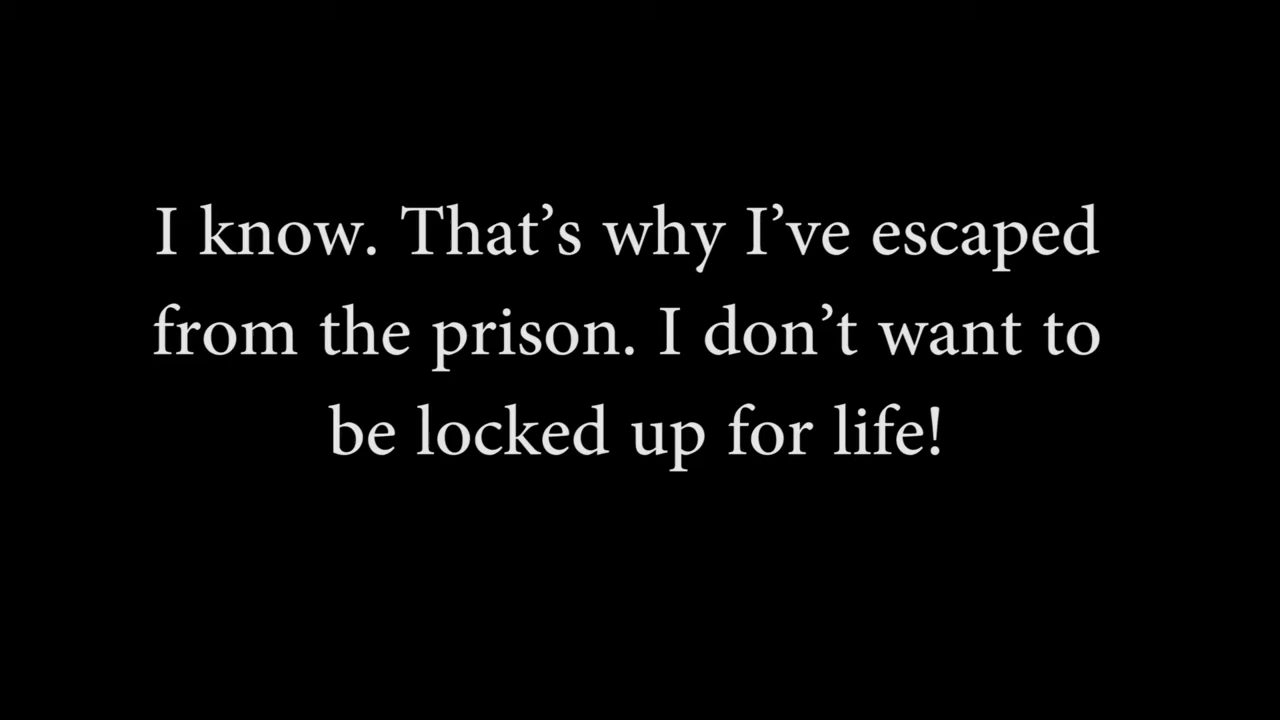 I know. That’s why I’ve escaped
from the prison. I don’t want to
be locked up for life!